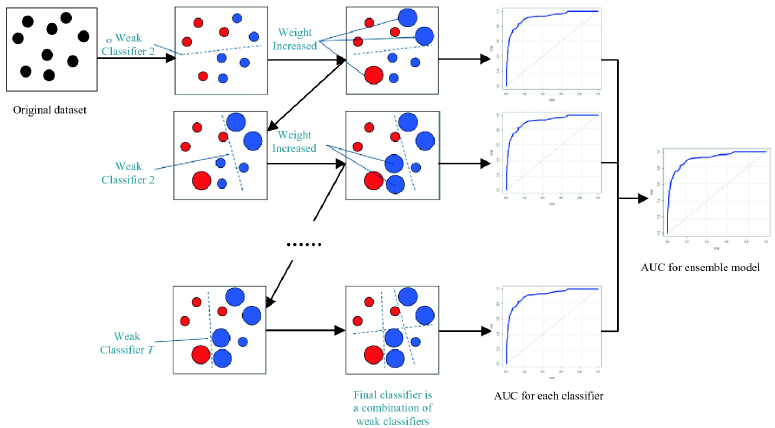 α Weak
Classifier 2
Weight
Increased
Original dataset
Weak
Classifier 2
Weight
Increased
......
AUC for ensemble model
Weak
Classifier T
Final classifier is
a combination of
weak classifiers
AUC for each classifier